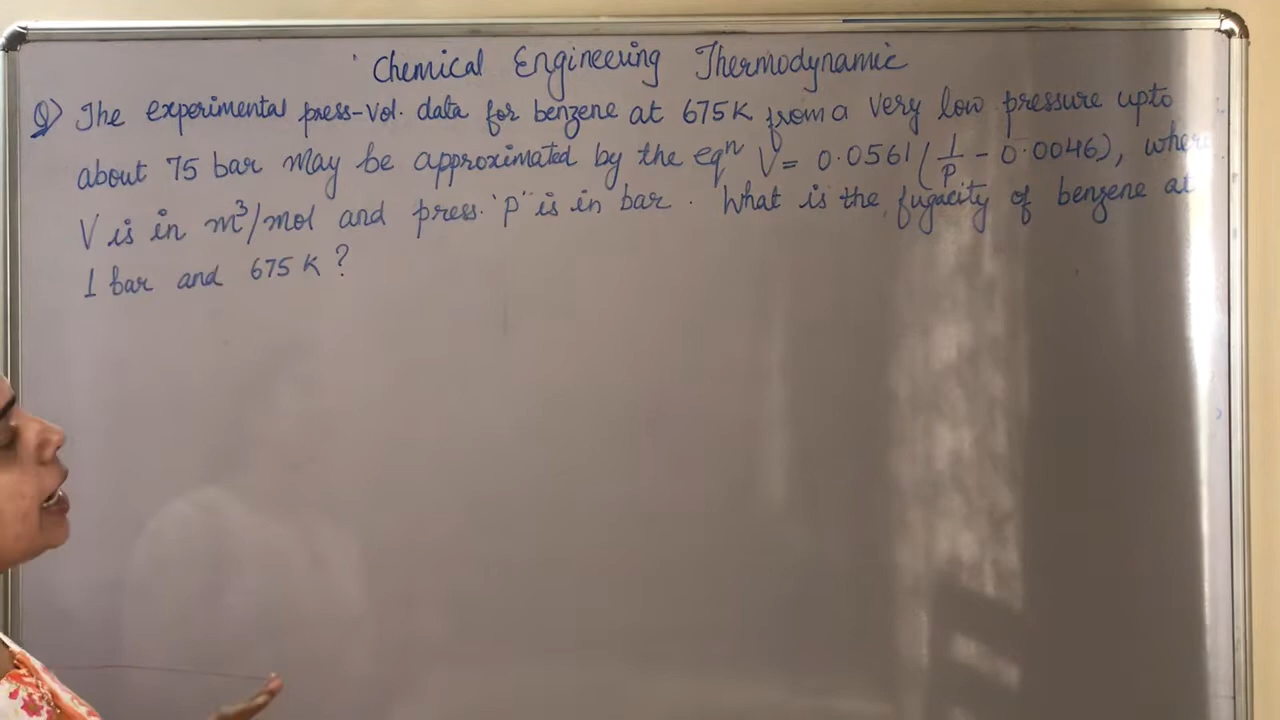 Chemical Engineering Thermodynamic
Q) The experimental press-vol. data for benzene at 675K from a very low pressure upto
about 75 bar may be approximated by the eqⁿ V = 0.0561 (1/P - 0.0046), where
V is in m³/mol and press. 'P' is in bar. What is the fugacity of benzene at
1 bar and 675 K?